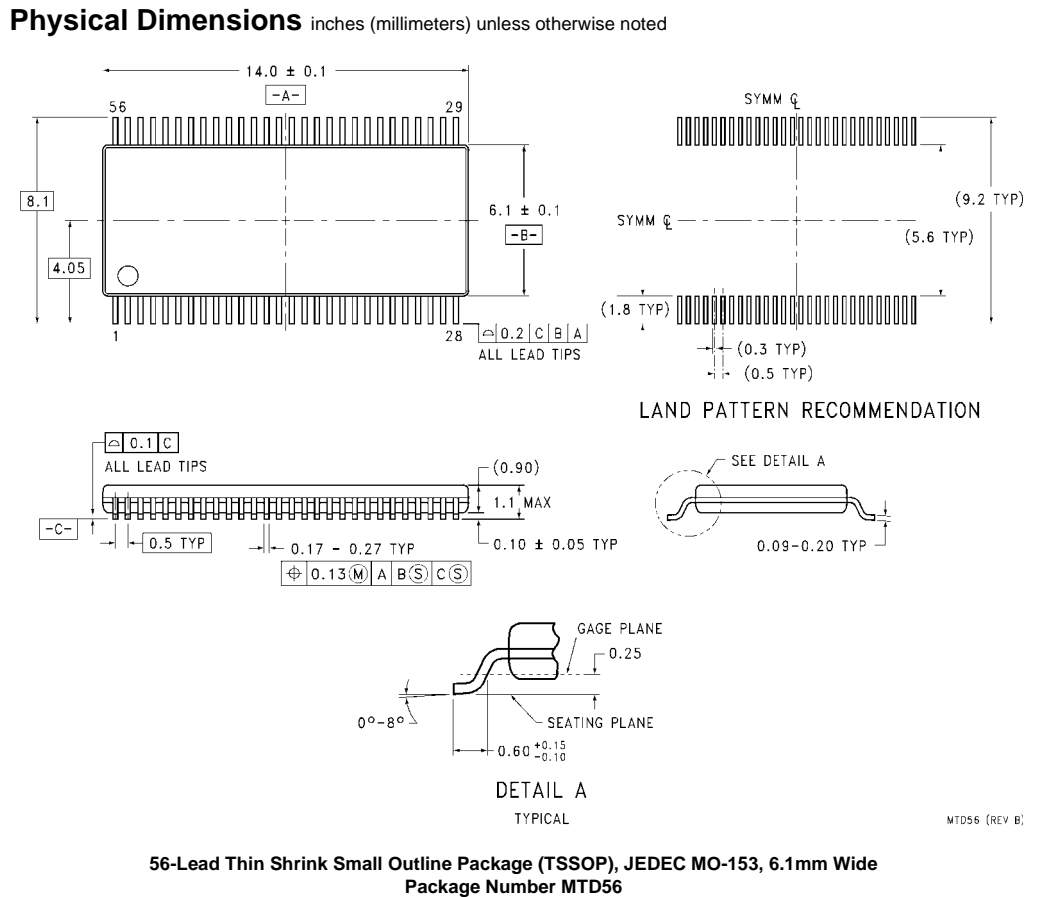 Physical Dimensions inches (millimeters) unless otherwise noted
14.0 ± 0.1
-A-
56
29
8.1
4.05
6.1 ± 0.1
-B-
1
28
⌓ 0.2 C B A
ALL LEAD TIPS
SYMM ℄
SYMM ℄
(9.2 TYP)
(5.6 TYP)
(1.8 TYP)
(0.3 TYP)
(0.5 TYP)
LAND PATTERN RECOMMENDATION
⌓ 0.1 C
ALL LEAD TIPS
(0.90)
1.1 MAX
-C-
0.5 TYP
0.17 - 0.27 TYP
0.10 ± 0.05 TYP
⌖ 0.13 Ⓜ A B Ⓢ C Ⓢ
SEE DETAIL A
0.09-0.20 TYP
GAGE PLANE
0.25
0°-8°
SEATING PLANE
0.60 +0.15 -0.10
DETAIL A
TYPICAL
MTD56 (REV B)
56-Lead Thin Shrink Small Outline Package (TSSOP), JEDEC MO-153, 6.1mm Wide
Package Number MTD56